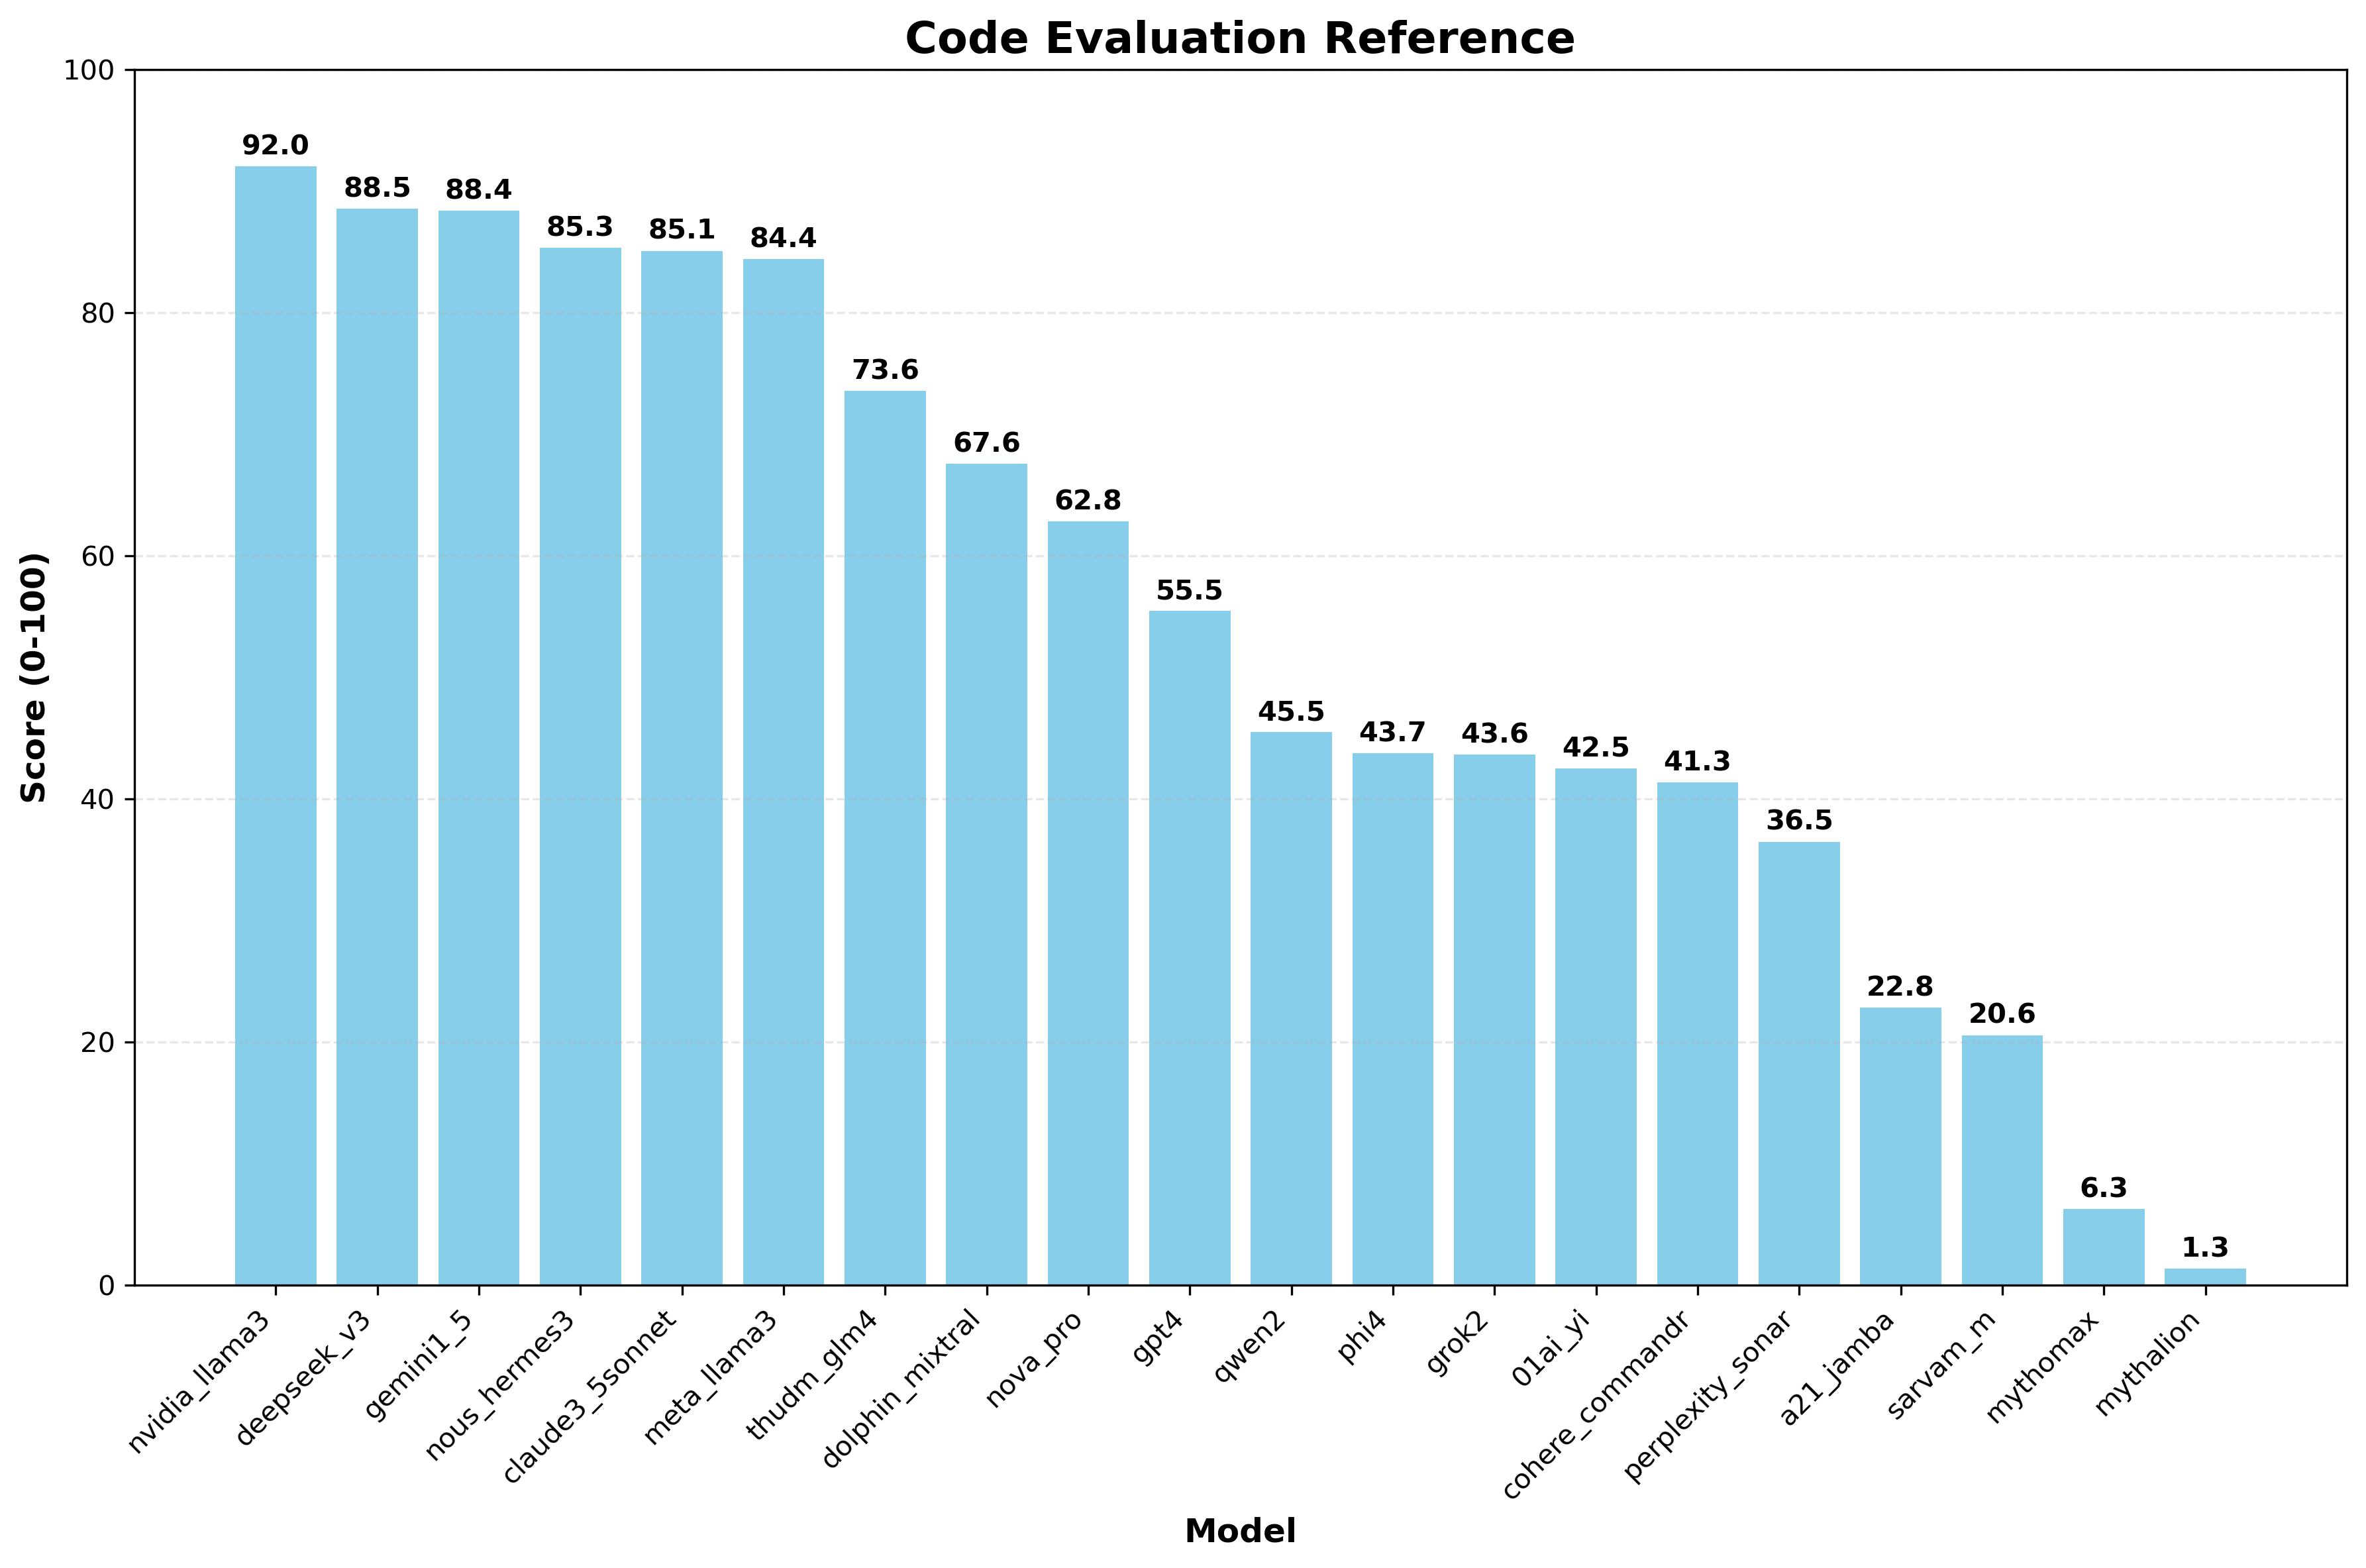 Code Evaluation Reference
Score (0-100)
100
80
60
40
20
0
92.0
88.5
88.4
85.3
85.1
84.4
73.6
67.6
62.8
55.5
45.5
43.7
43.6
42.5
41.3
36.5
22.8
20.6
6.3
1.3
nvidia_llama3
deepseek_v3
gemini1_5
nous_hermes3
claude3_5sonnet
meta_llama3
thudm_glm4
dolphin_mixtral
nova_pro
gpt4
qwen2
phi4
grok2
01ai_yi
cohere_commandr
perplexity_sonar
a21_jamba
sarvam_m
mythomax
mythalion
Model